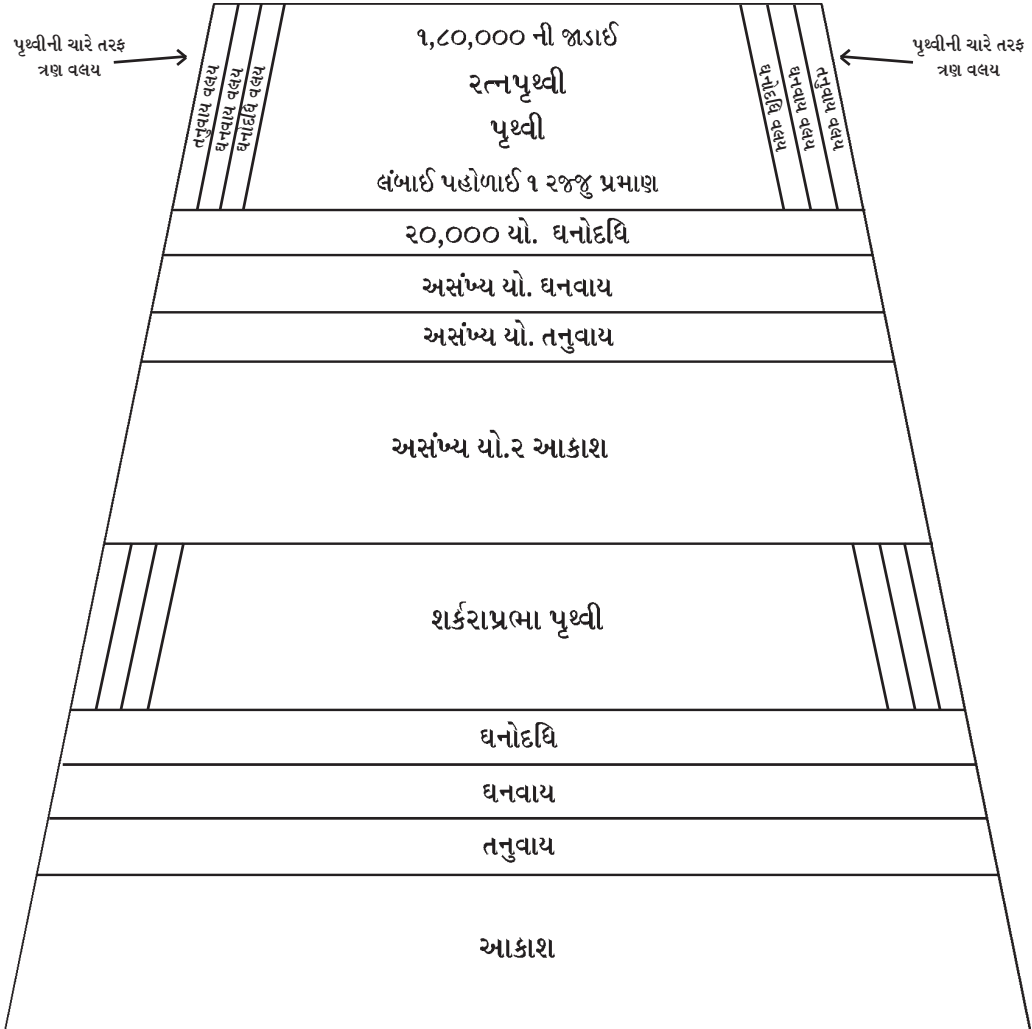 ૧,૮૦,૦૦૦ ની જાડાઈ
પૃથ્વીની ચારે તરફ
ત્રણ વલય
પૃથ્વીની ચારે તરફ
ત્રણ વલય
તનુવાય વલય
ઘનવાય વલય
ઘનોદધિ વલય
રત્નપૃથ્વી
પૃથ્વી
ઘનોદધિ વલય
ઘનવાય વલય
તનુવાય વલય
લંબાઈ પહોળાઈ ૧ રજ્જુ પ્રમાણ
૨૦,૦૦૦ યો. ઘનોદધિ
અસંખ્ય યો. ઘનવાય
અસંખ્ય યો. તનુવાય
અસંખ્ય યો.૨ આકાશ
શર્કરાપ્રભા પૃથ્વી
ઘનોદધિ
ઘનવાય
તનુવાય
આકાશ